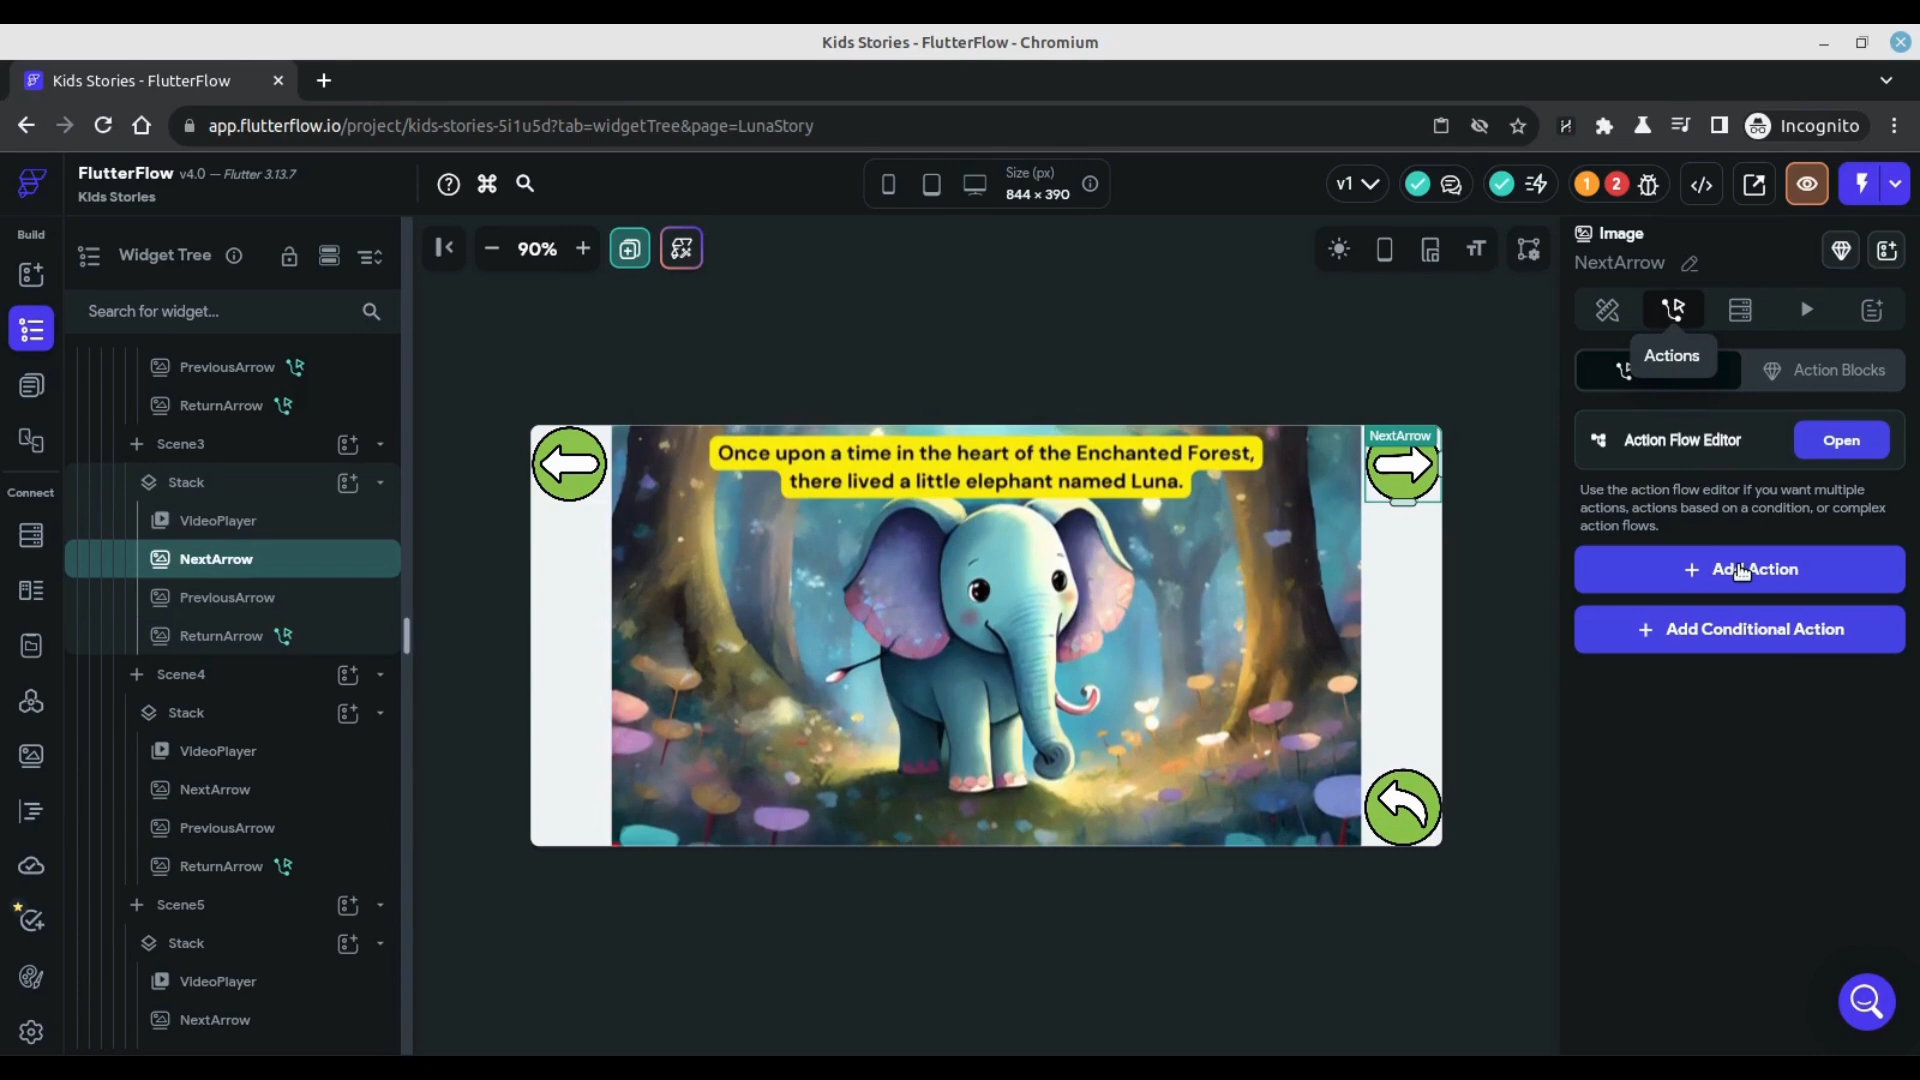 Kids Stories - FlutterFlow - Chromium
Kids Stories - FlutterFlow
app.flutterflow.io/project/kids-stories-5i1u5d?tab=widgetTree&page=LunaStory
Incognito
FlutterFlow v4.0 – Flutter 3.13.7
Kids Stories
Size (px)
844 × 390
v1
1
2
Build
Connect
Widget Tree
Search for widget...
PreviousArrow
ReturnArrow
Scene3
Stack
VideoPlayer
NextArrow
PreviousArrow
ReturnArrow
Scene4
Stack
VideoPlayer
NextArrow
PreviousArrow
ReturnArrow
Scene5
Stack
VideoPlayer
NextArrow
90%
NextArrow
Once upon a time in the heart of the Enchanted Forest,
there lived a little elephant named Luna.
Image
NextArrow
Actions
Action Blocks
Action Flow Editor
Open
Use the action flow editor if you want multiple
actions, actions based on a condition, or complex
action flows.
+ Add Action
+ Add Conditional Action